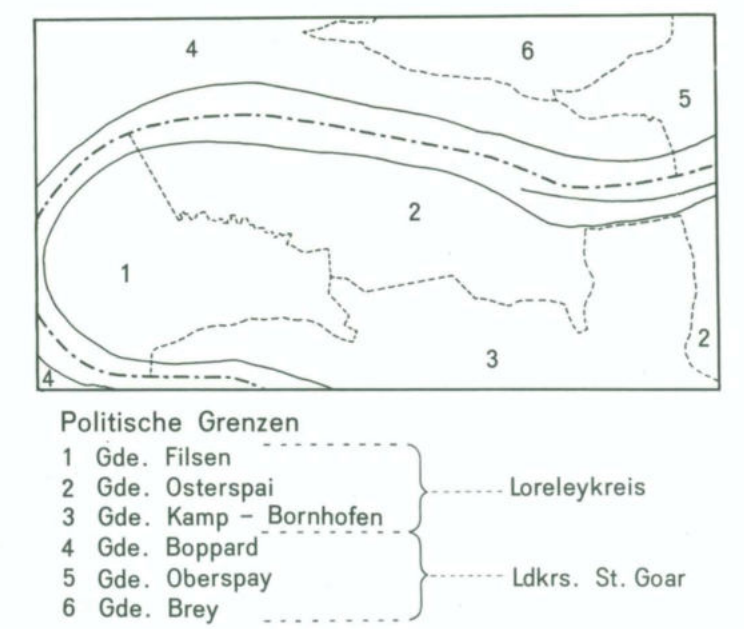 4
6
5
2
1
2
3
4
Politische Grenzen
1 Gde. Filsen
2 Gde. Osterspai
3 Gde. Kamp - Bornhofen
Loreleykreis
4 Gde. Boppard
5 Gde. Oberspay
6 Gde. Brey
Ldkrs. St. Goar